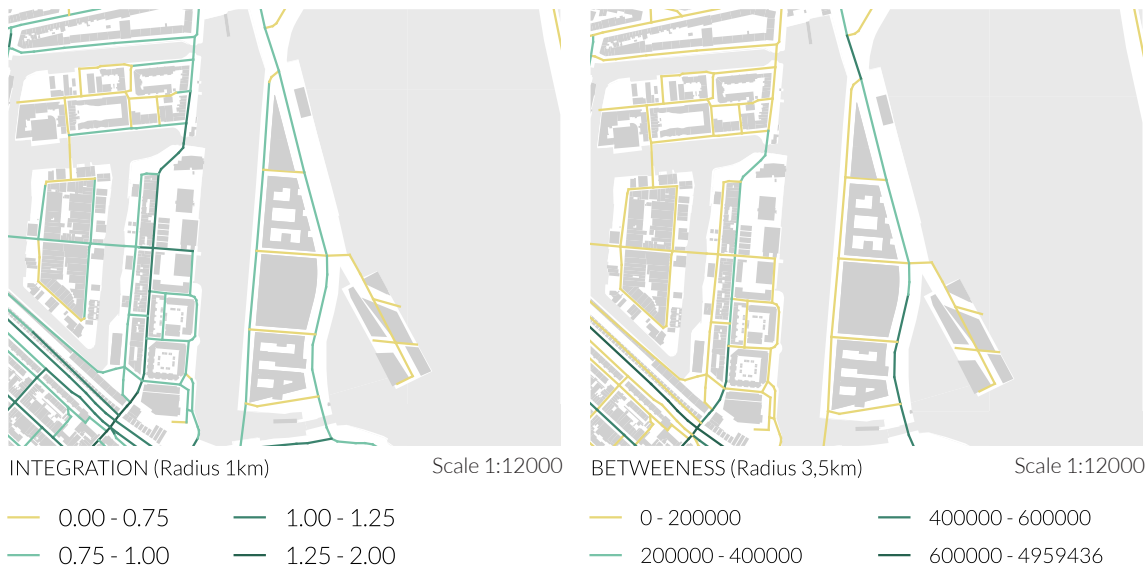 INTEGRATION (Radius 1km)
Scale 1:12000
0.00 - 0.75
1.00 - 1.25
0.75 - 1.00
1.25 - 2.00
BETWEENESS (Radius 3,5km)
Scale 1:12000
0 - 200000
400000 - 600000
200000 - 400000
600000 - 4959436